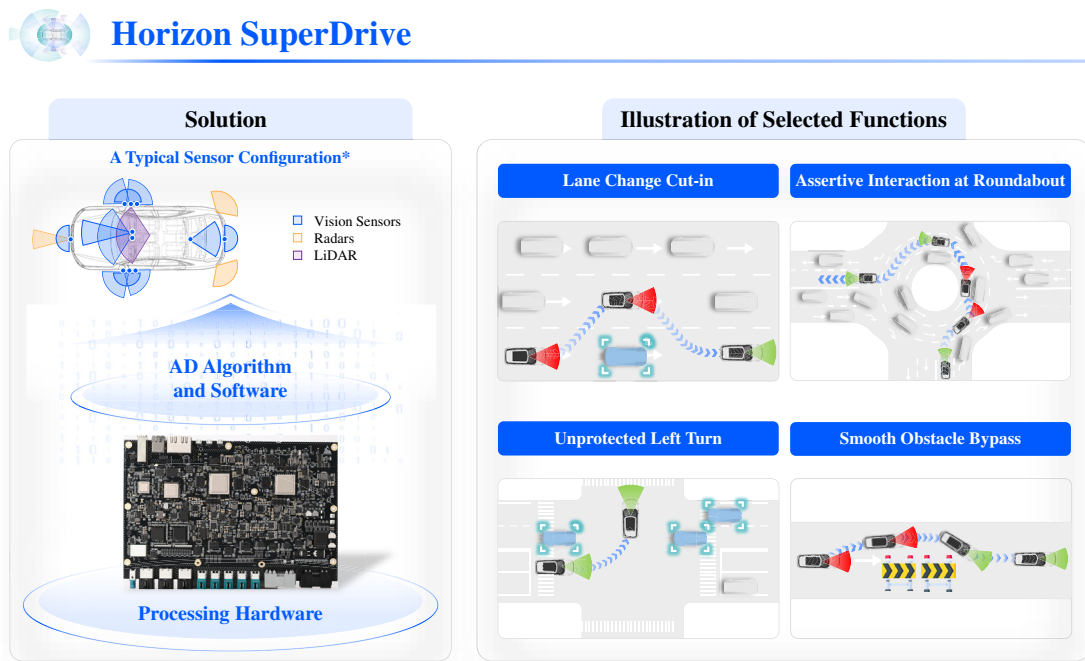 Horizon SuperDrive
Solution
A Typical Sensor Configuration*
Vision Sensors
Radars
LiDAR
AD Algorithm
and Software
Processing Hardware
Illustration of Selected Functions
Lane Change Cut-in
Assertive Interaction at Roundabout
Unprotected Left Turn
Smooth Obstacle Bypass